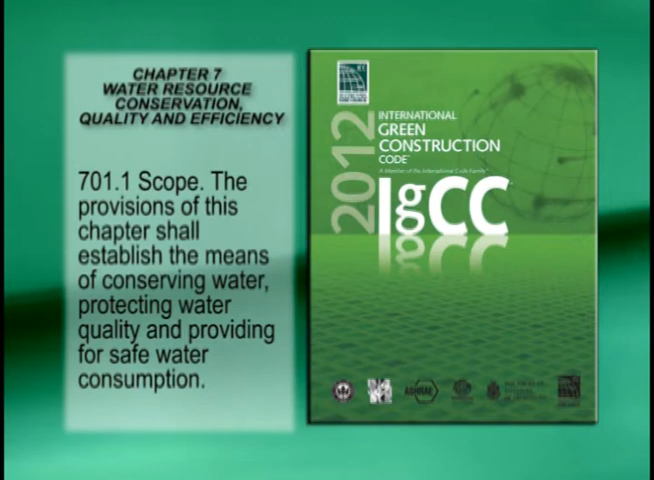 CHAPTER 7
WATER RESOURCE
CONSERVATION,
QUALITY AND EFFICIENCY
701.1 Scope. The
provisions of this
chapter shall
establish the means
of conserving water,
protecting water
quality and providing
for safe water
consumption.
2012
INTERNATIONAL
GREEN
CONSTRUCTION
CODE™
A Member of the International Code Family®
IgCC
ASHRAE